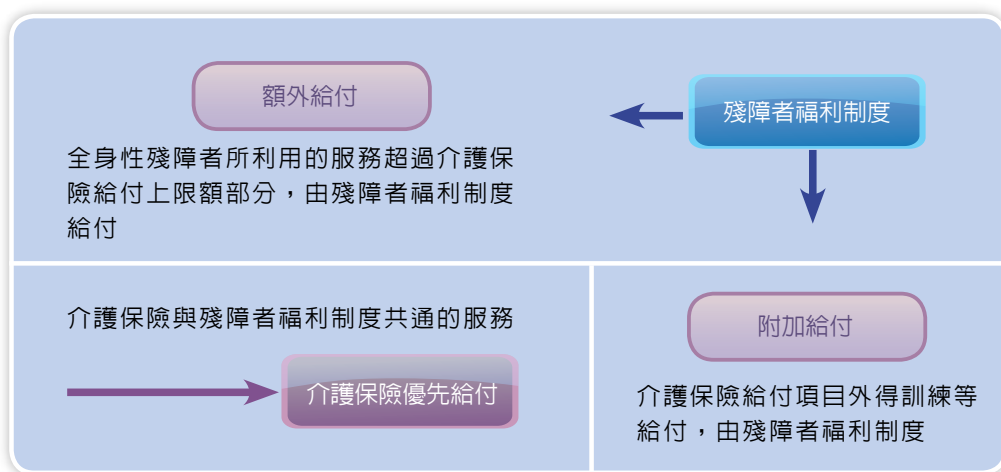 額外給付
殘障者福利制度
全身性殘障者所利用的服務超過介護保
險給付上限額部分，由殘障者福利制度
給付
介護保險與殘障者福利制度共通的服務
介護保險優先給付
附加給付
介護保險給付項目外得訓練等
給付，由殘障者福利制度